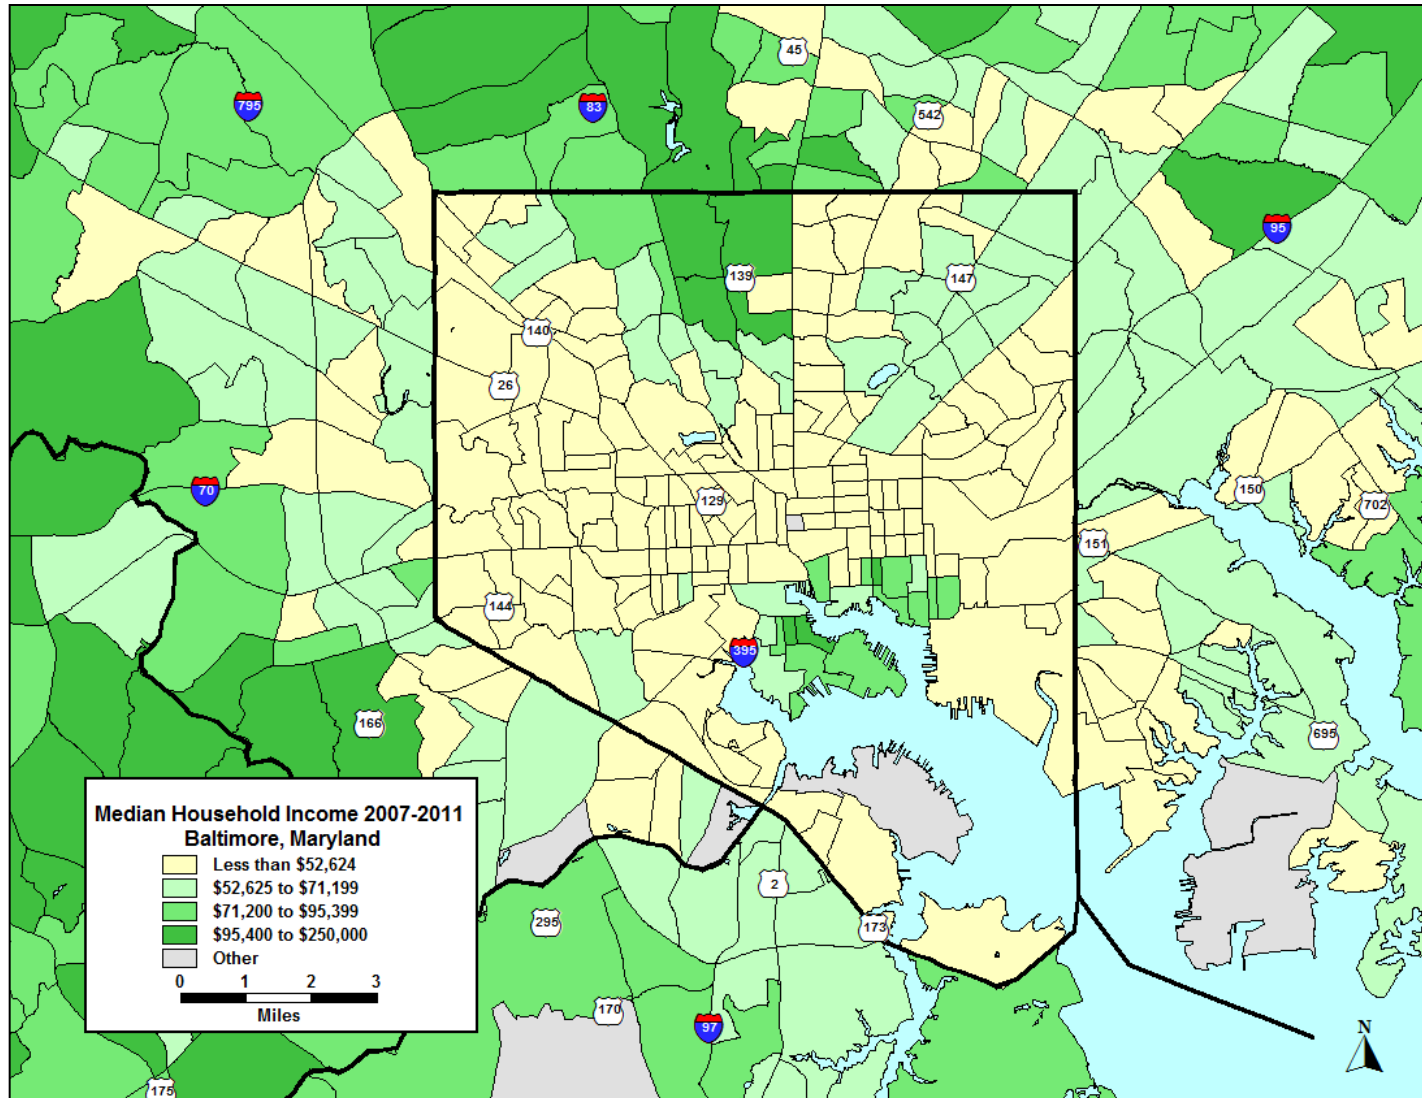 45
795
83
542
95
139
147
140
26
70
129
150
702
151
144
395
166
695
Median Household Income 2007-2011
Baltimore, Maryland
Less than $52,624
$52,625 to $71,199
$71,200 to $95,399
$95,400 to $250,000
Other
0 1 2 3
Miles
2
295
173
170
97
N
175